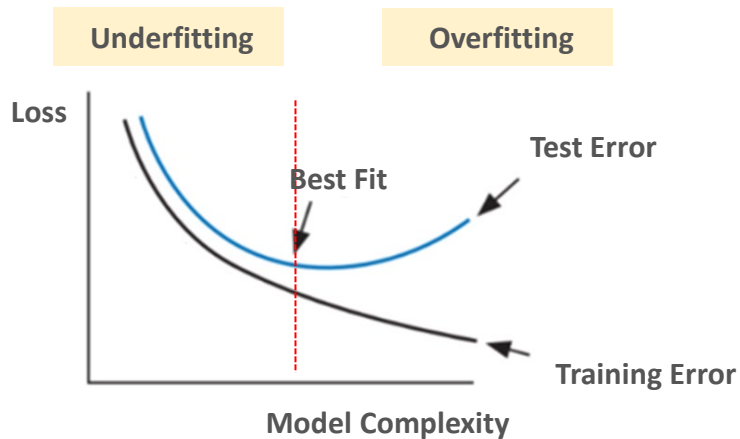 Underfitting
Overfitting
Loss
Test Error
Best Fit
Training Error
Model Complexity